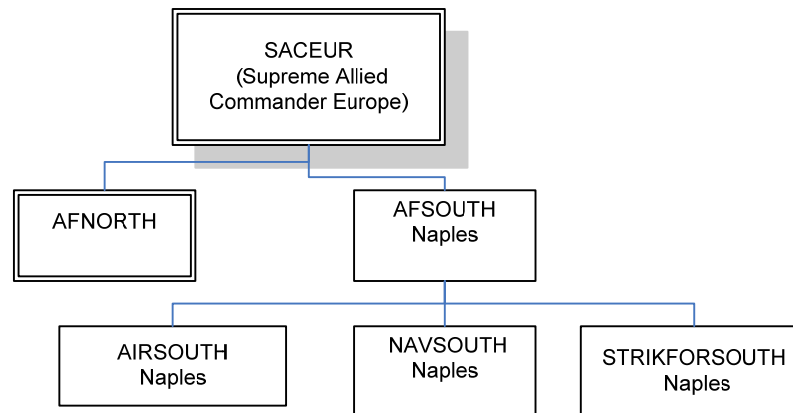 SACEUR
(Supreme Allied
Commander Europe)
AFNORTH
AFSOUTH
Naples
AIRSOUTH
Naples
NAVSOUTH
Naples
STRIKFORSOUTH
Naples